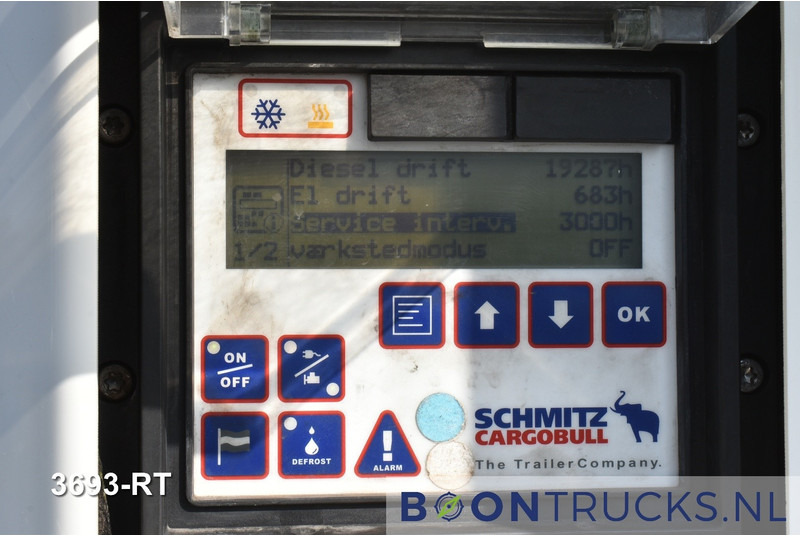 Diesel drift 19287h
El drift 683h
Service interv. 3000h
1/2 værkstedmodus OFF
OK
ON
OFF
DEFROST
ALARM
SCHMITZ
CARGOBULL
The TrailerCompany.
3693-RT
BOONTRUCKS.NL